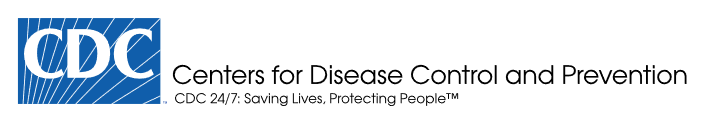 CDC
Centers for Disease Control and Prevention
CDC 24/7: Saving Lives, Protecting People™